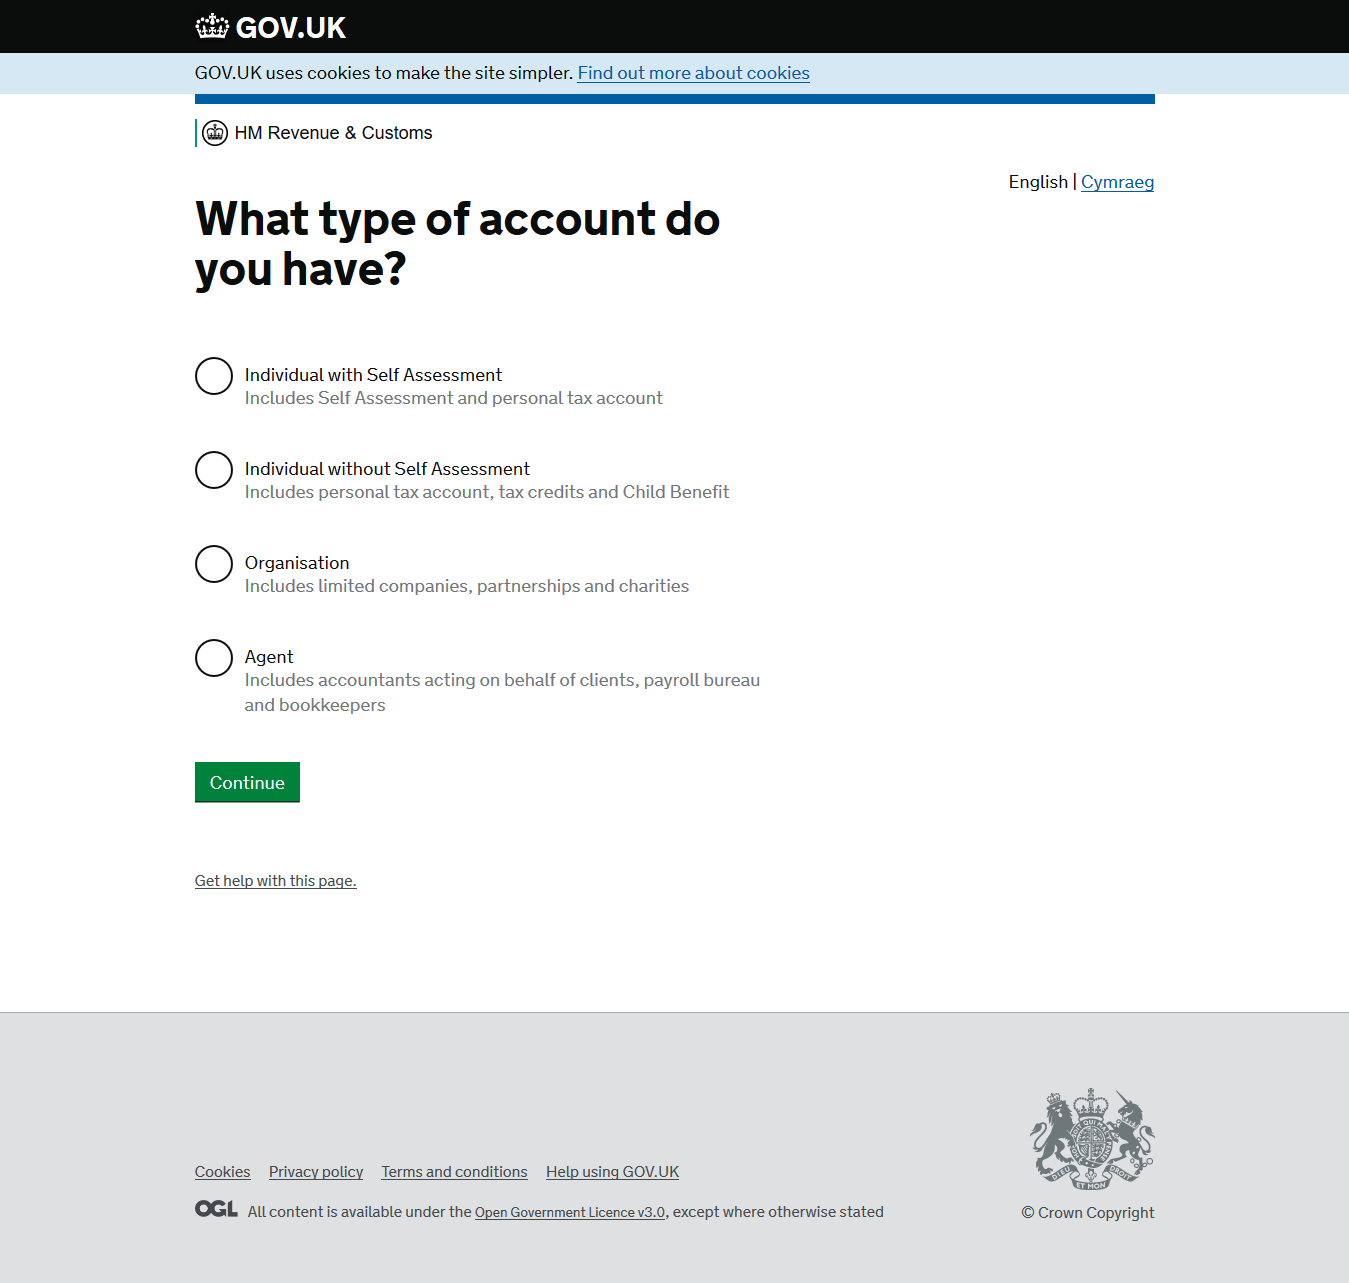 GOV.UK
GOV.UK uses cookies to make the site simpler. Find out more about cookies
HM Revenue & Customs
English | Cymraeg
What type of account do
you have?
Individual with Self Assessment
Includes Self Assessment and personal tax account
Individual without Self Assessment
Includes personal tax account, tax credits and Child Benefit
Organisation
Includes limited companies, partnerships and charities
Agent
Includes accountants acting on behalf of clients, payroll bureau
and bookkeepers
Continue
Get help with this page.
Cookies Privacy policy Terms and conditions Help using GOV.UK
OGL All content is available under the Open Government Licence v3.0, except where otherwise stated
DIEU ET MON DROIT
© Crown Copyright